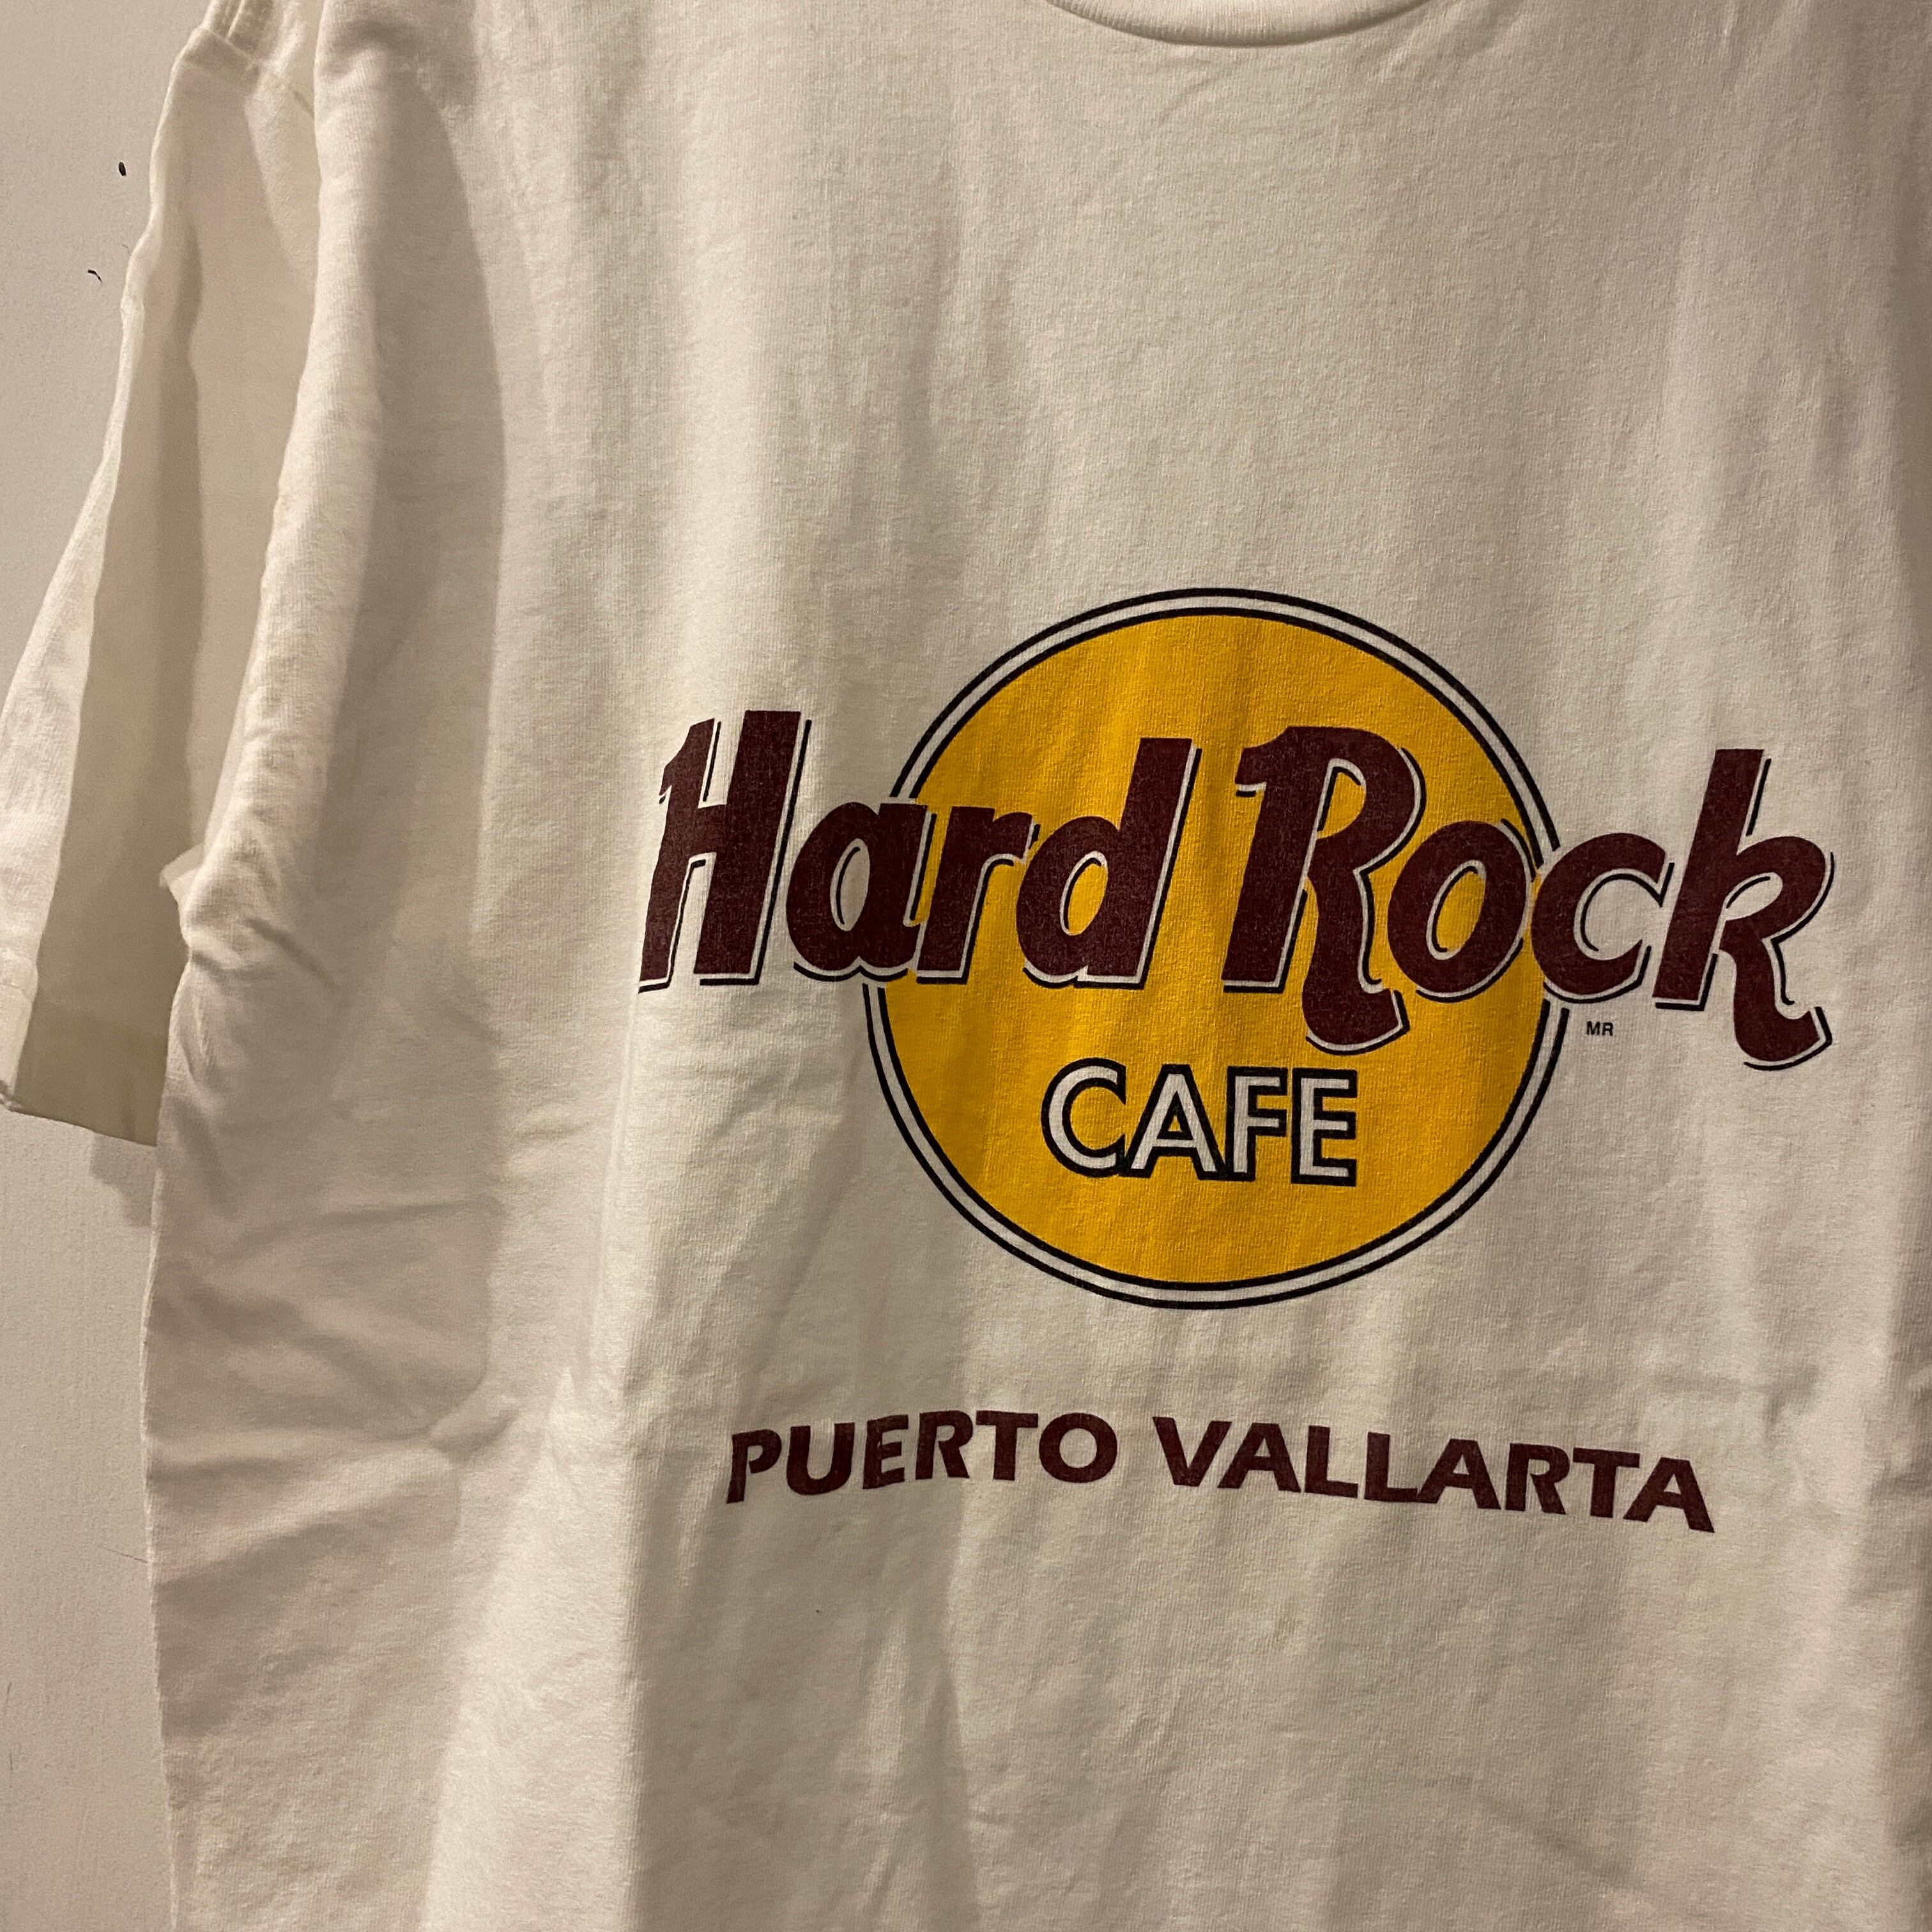 Hard Rock
MR
CAFE
PUERTO VALLARTA